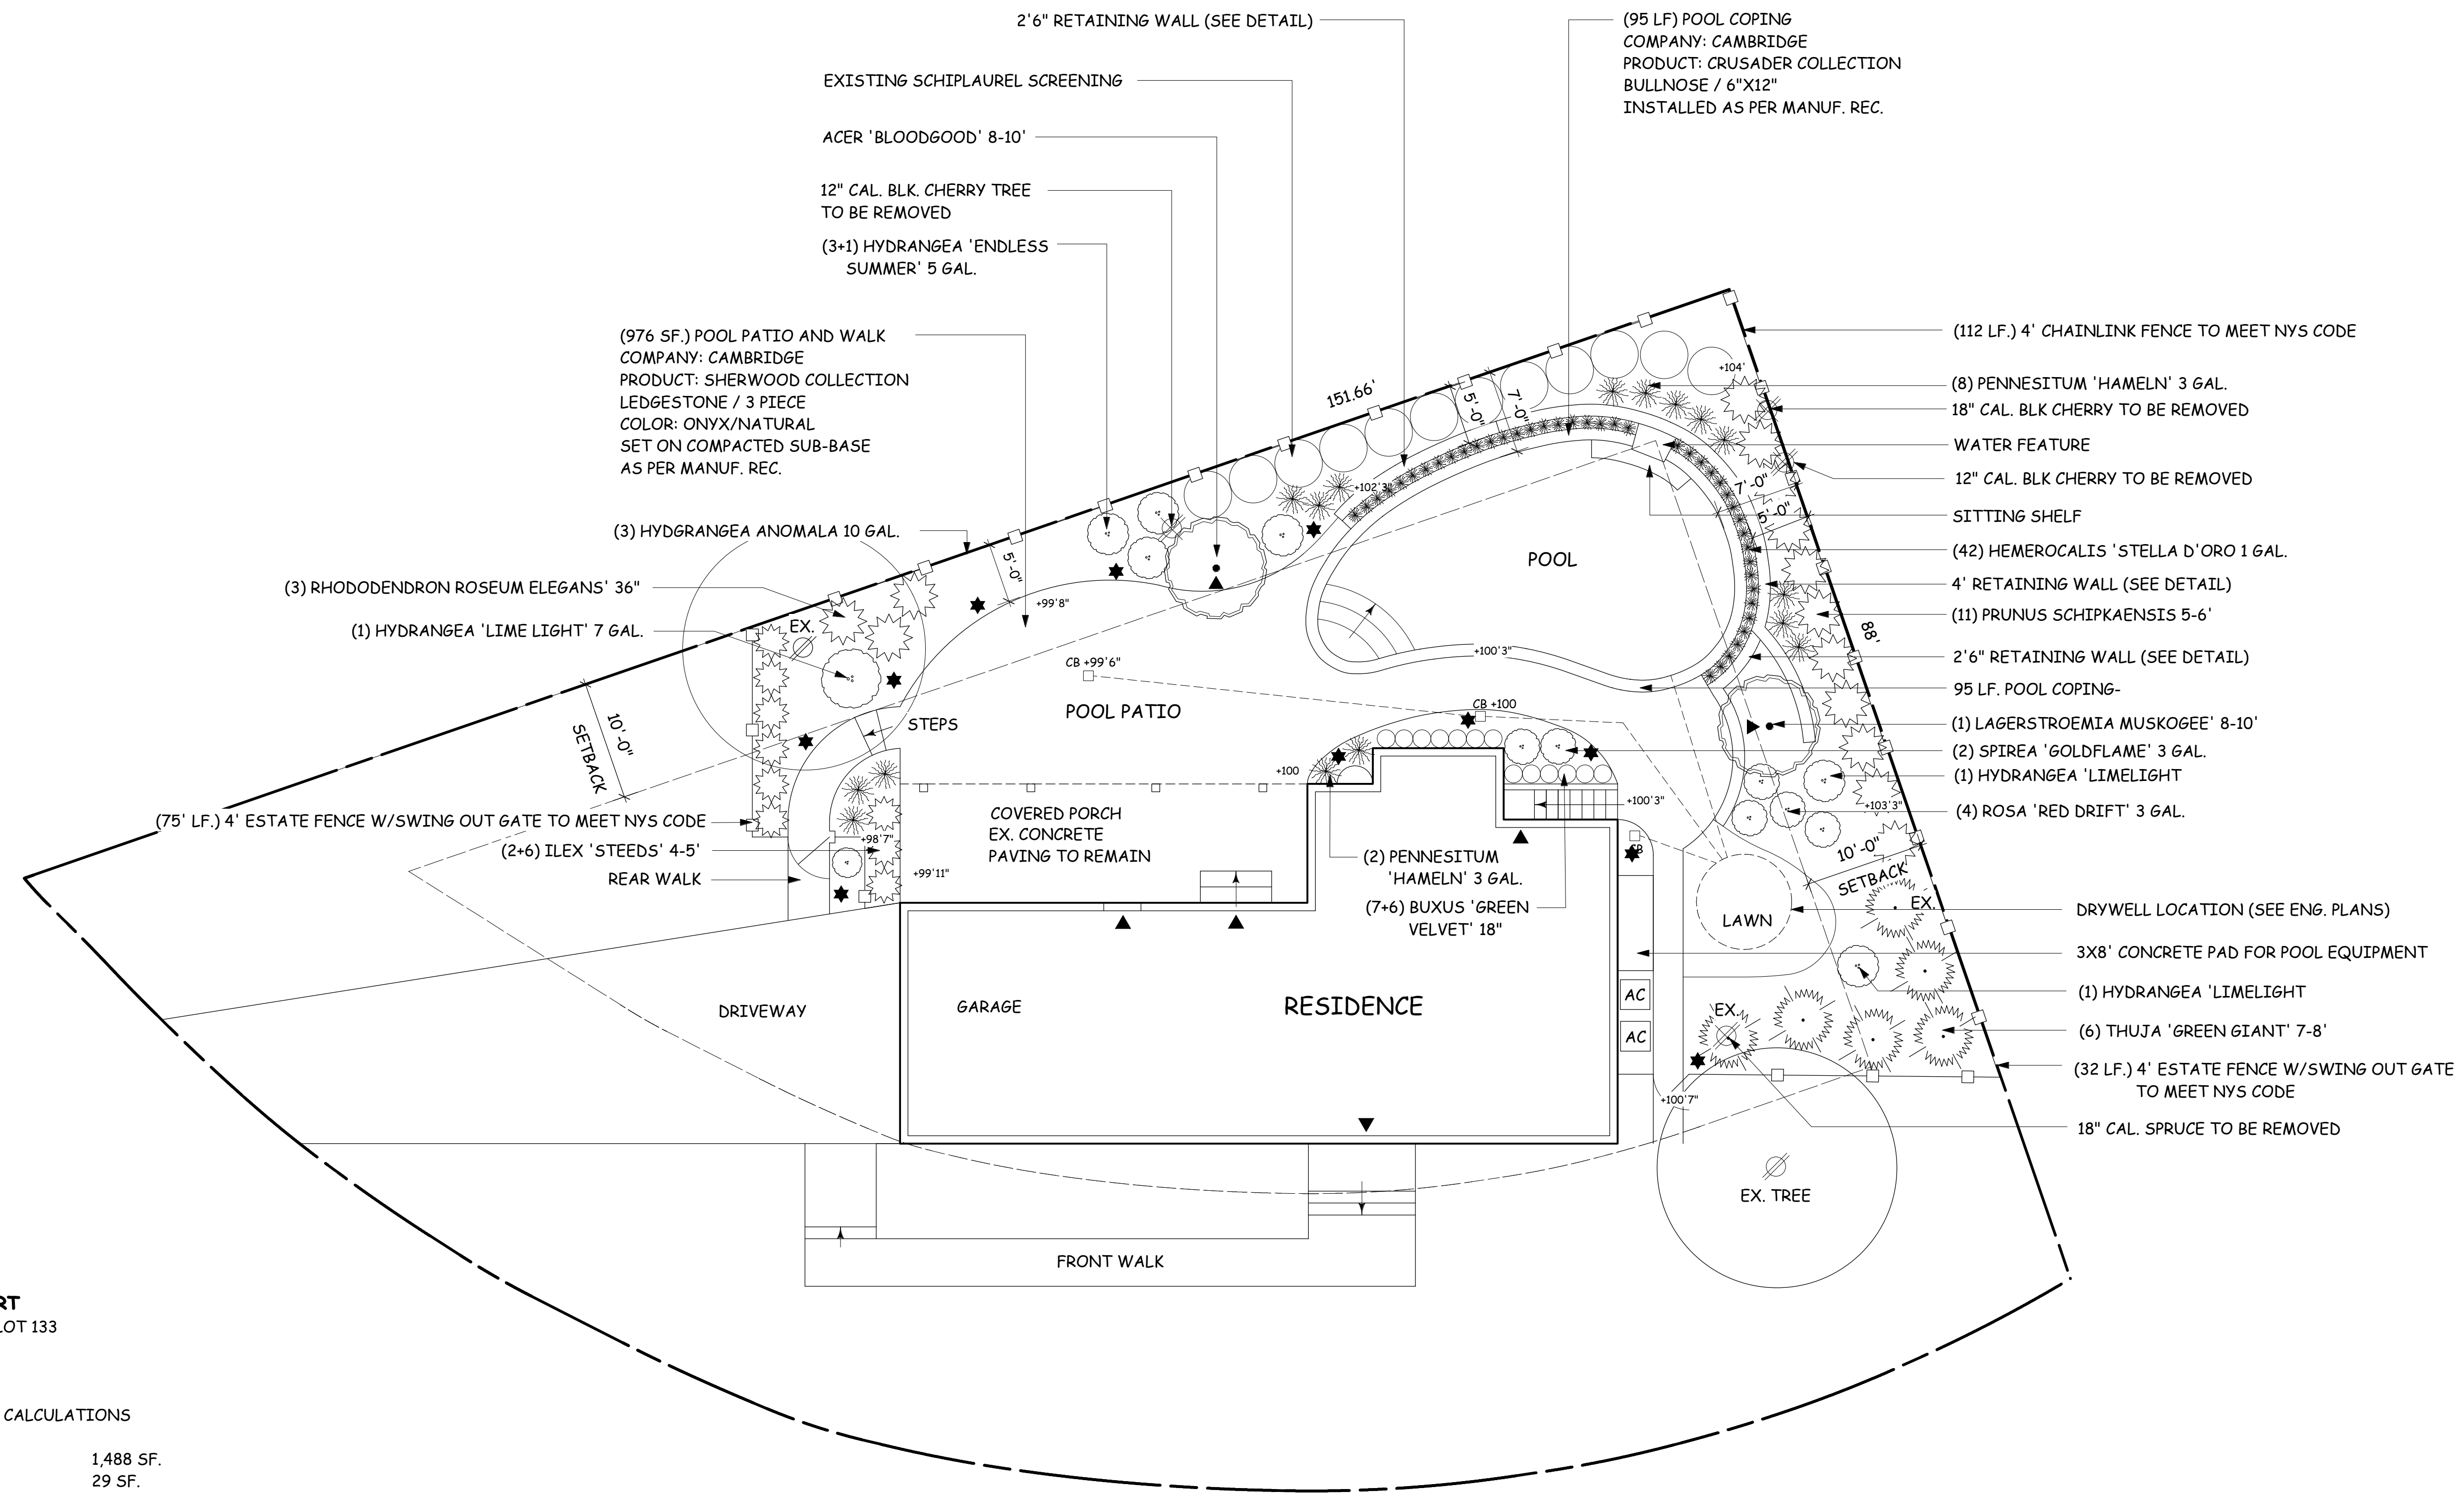 2'6" RETAINING WALL (SEE DETAIL)
(95 LF) POOL COPING
COMPANY: CAMBRIDGE
PRODUCT: CRUSADER COLLECTION
BULLNOSE / 6"X12"
INSTALLED AS PER MANUF. REC.
EXISTING SCHIPLAUREL SCREENING
ACER 'BLOODGOOD' 8-10'
12" CAL. BLK. CHERRY TREE
TO BE REMOVED
(3+1) HYDRANGEA 'ENDLESS
SUMMER' 5 GAL.
(976 SF.) POOL PATIO AND WALK
COMPANY: CAMBRIDGE
PRODUCT: SHERWOOD COLLECTION
LEDGESTONE / 3 PIECE
COLOR: ONYX/NATURAL
SET ON COMPACTED SUB-BASE
AS PER MANUF. REC.
(3) HYDGRANGEA ANOMALA 10 GAL.
(3) RHODODENDRON ROSEUM ELEGANS' 36"
(1) HYDRANGEA 'LIME LIGHT' 7 GAL.
(75' LF.) 4' ESTATE FENCE W/SWING OUT GATE TO MEET NYS CODE
(2+6) ILEX 'STEEDS' 4-5'
REAR WALK
(112 LF.) 4' CHAINLINK FENCE TO MEET NYS CODE
(8) PENNESITUM 'HAMELN' 3 GAL.
18" CAL. BLK CHERRY TO BE REMOVED
WATER FEATURE
12" CAL. BLK CHERRY TO BE REMOVED
SITTING SHELF
(42) HEMEROCALIS 'STELLA D'ORO 1 GAL.
4' RETAINING WALL (SEE DETAIL)
(11) PRUNUS SCHIPKAENSIS 5-6'
2'6" RETAINING WALL (SEE DETAIL)
95 LF. POOL COPING-
(1) LAGERSTROEMIA MUSKOGEE' 8-10'
(2) SPIREA 'GOLDFLAME' 3 GAL.
(1) HYDRANGEA 'LIMELIGHT
(4) ROSA 'RED DRIFT' 3 GAL.
DRYWELL LOCATION (SEE ENG. PLANS)
3X8' CONCRETE PAD FOR POOL EQUIPMENT
(1) HYDRANGEA 'LIMELIGHT
(6) THUJA 'GREEN GIANT' 7-8'
(32 LF.) 4' ESTATE FENCE W/SWING OUT GATE
TO MEET NYS CODE
18" CAL. SPRUCE TO BE REMOVED
151.66'
5'-0"
7'-0"
+104'
+102'3"
7'-0"
5'-0"
88'
POOL
5'-0"
+99'8"
EX.
CB +99'6"
+100'3"
POOL PATIO
CB +100
STEPS
10'-0"
SETBACK
+100
+100'3"
+103'3"
COVERED PORCH
EX. CONCRETE
PAVING TO REMAIN
+98'7"
+99'11"
(2) PENNESITUM
'HAMELN' 3 GAL.
(7+6) BUXUS 'GREEN
VELVET' 18"
CB
10'-0"
SETBACK
EX.
LAWN
DRIVEWAY
GARAGE
RESIDENCE
AC
AC
EX.
+100'7"
EX. TREE
FRONT WALK
RT
LOT 133
CALCULATIONS
1,488 SF.
29 SF.